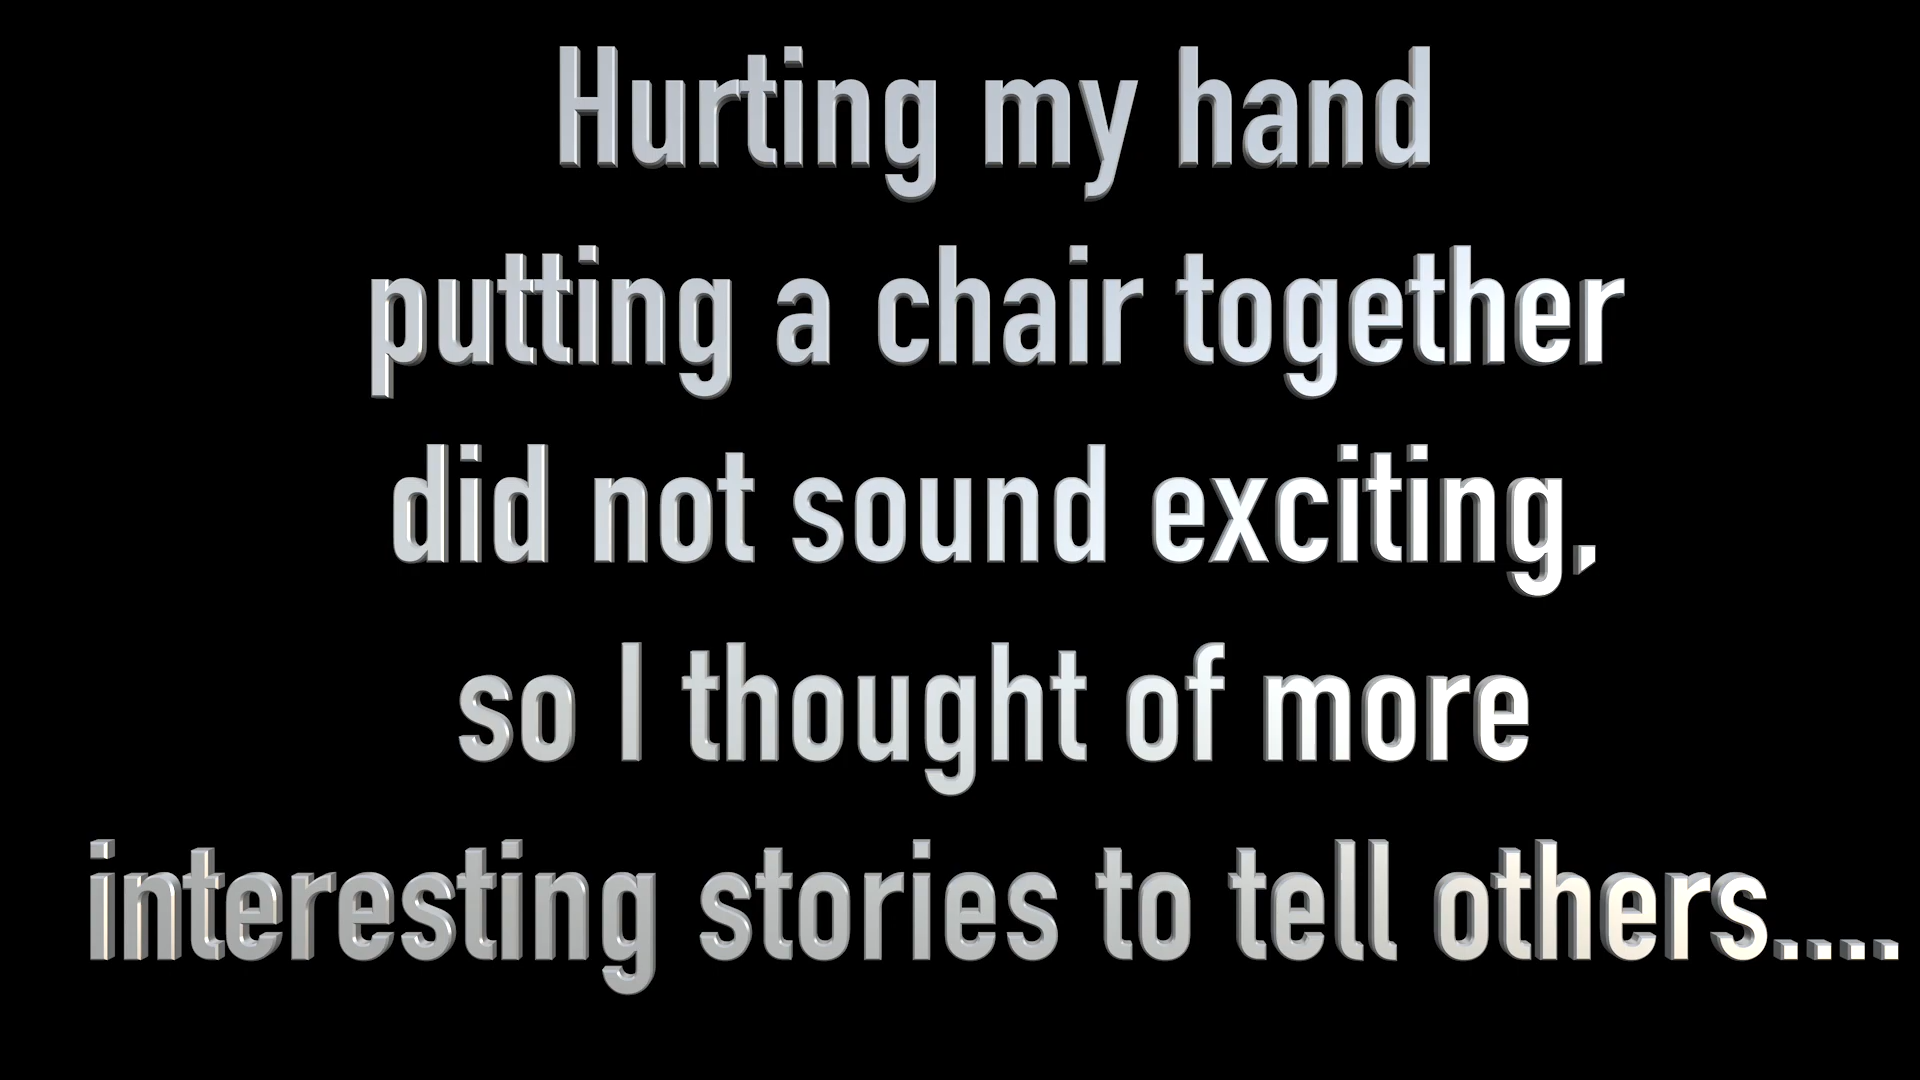 Hurting my hand
putting a chair together
did not sound exciting,
so I thought of more
interesting stories to tell others....